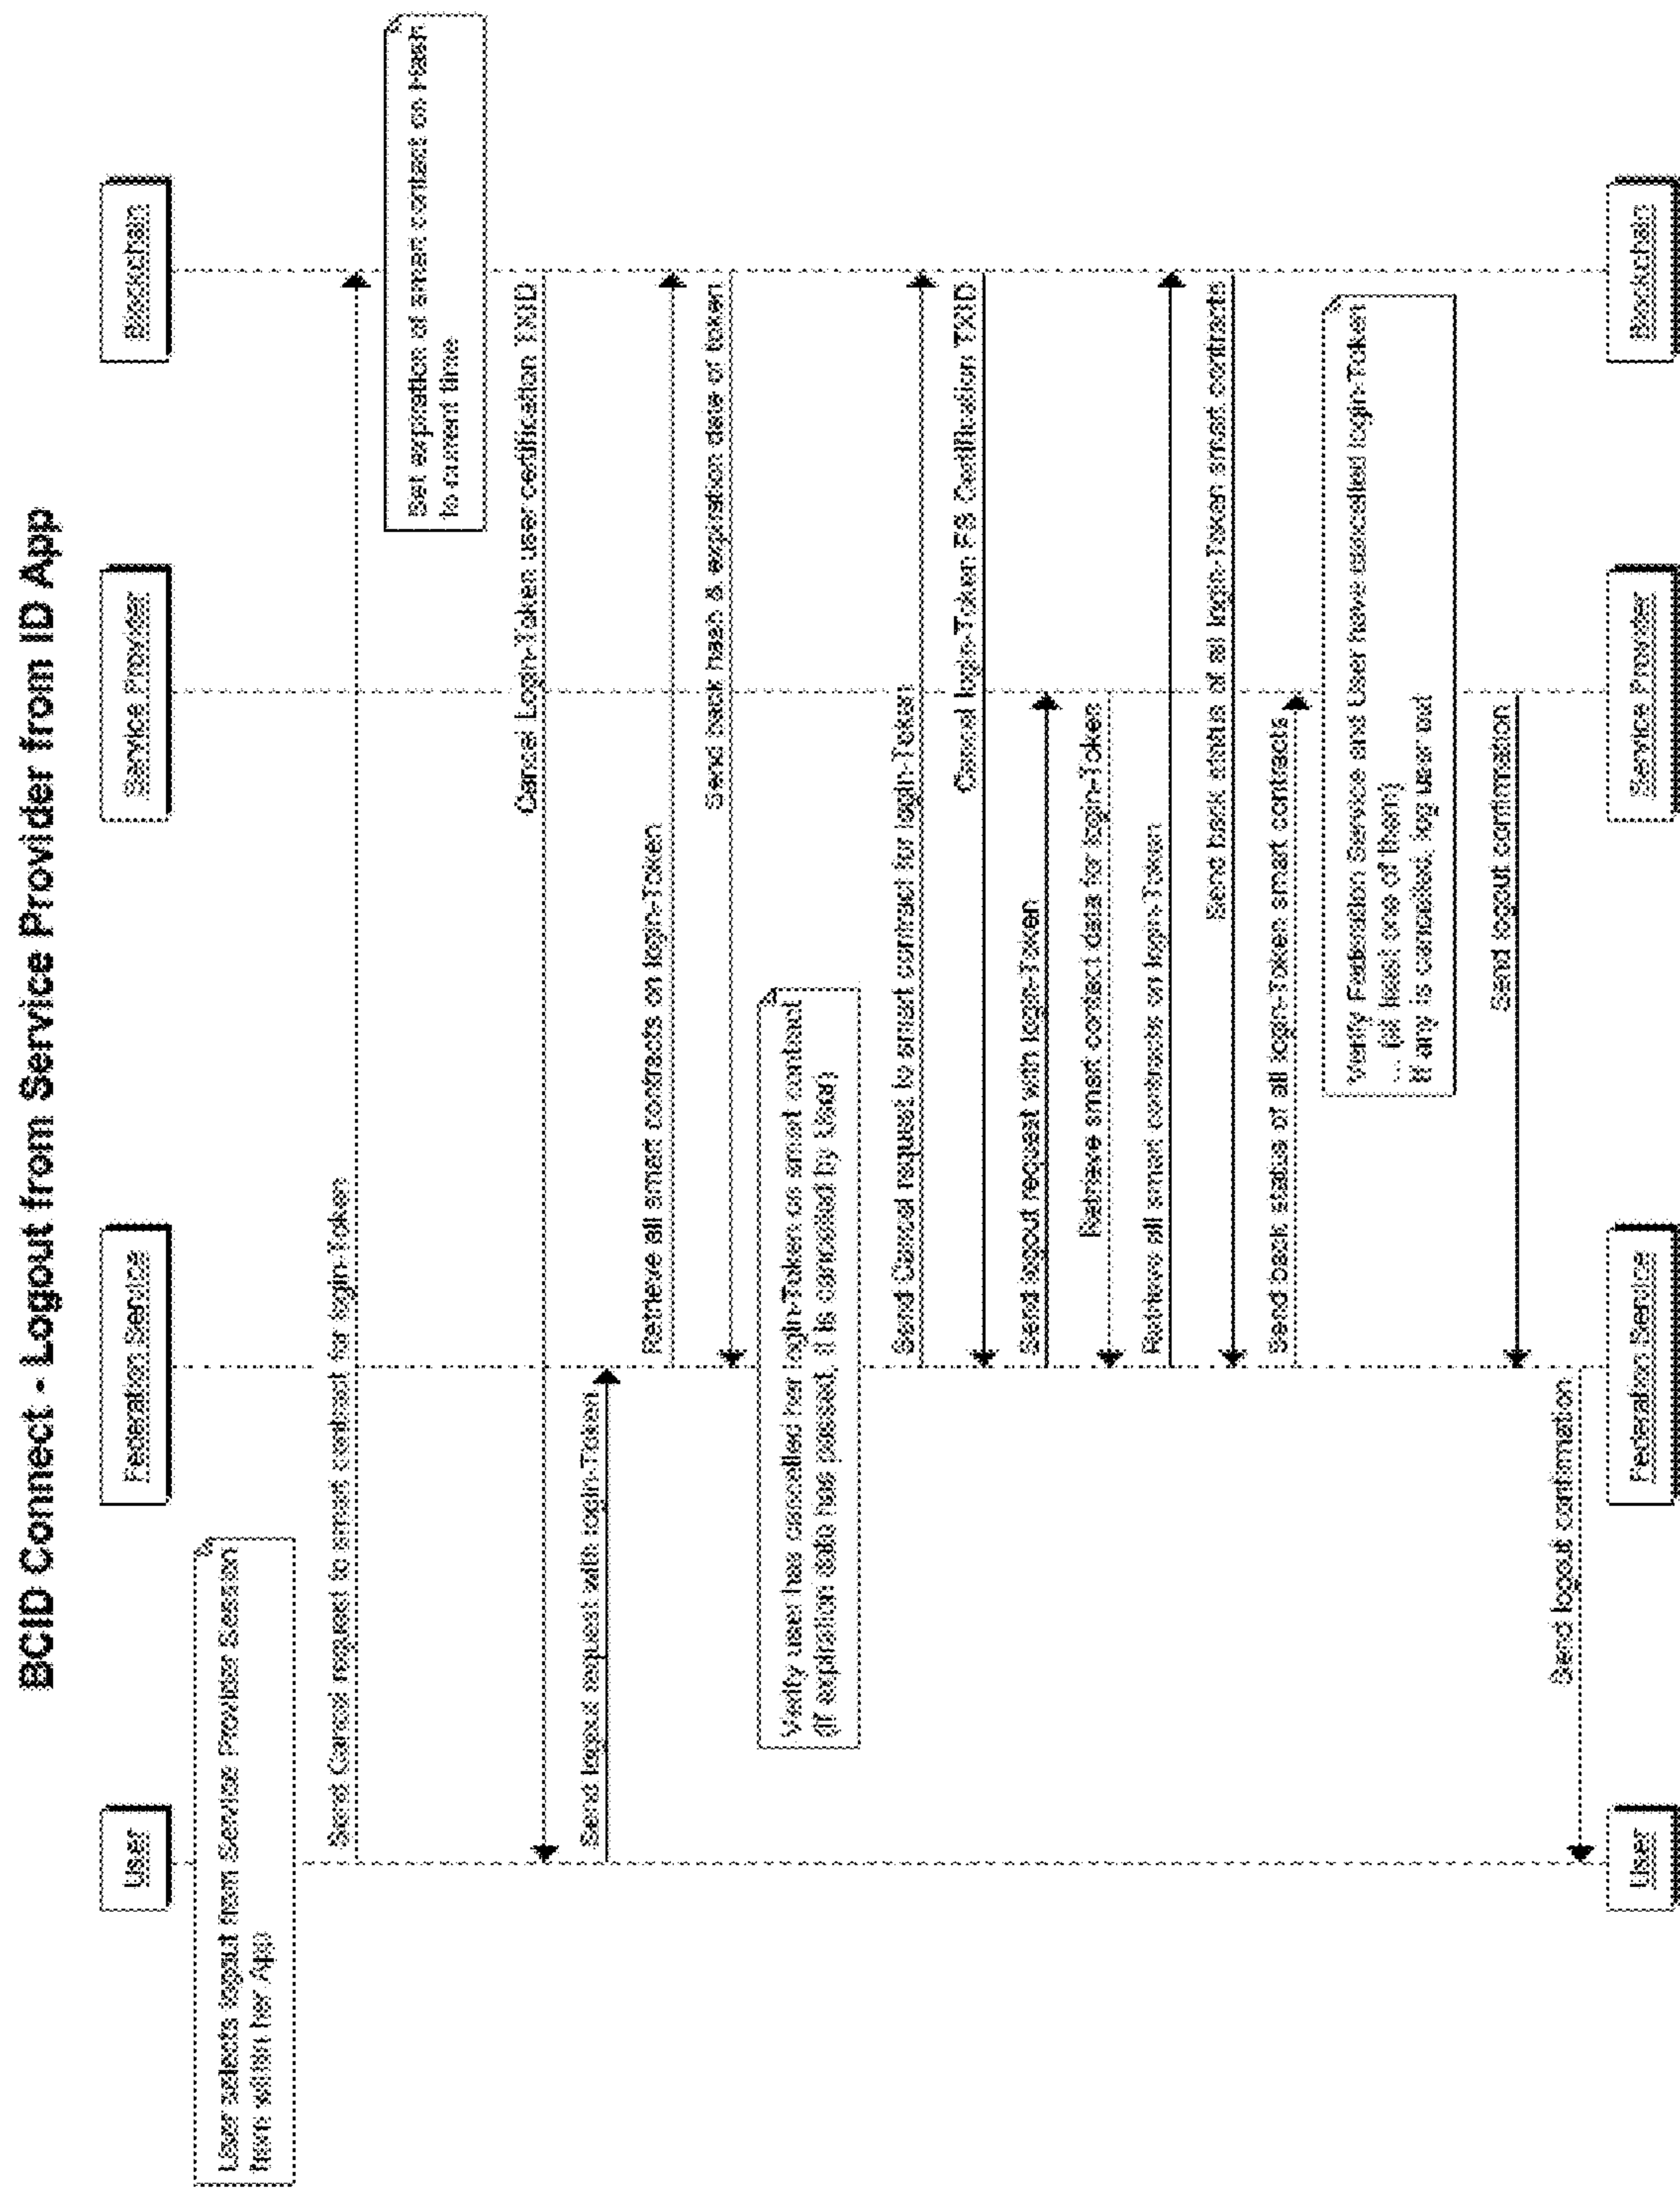 BCID Connect - Logout from Service Provider from ID App
User
Federation Service
Service Provider
Blockchain
User selects logout from Service Provider Session
from within her App
Send Cancel request to smart contract for login-Token
Set expiration of smart contact on Hash
to current time
Cancel Login-Token user certification TXID
Send logout request with login-Token
Retrieve all smart contracts on login-Token
Send back hash & expiration date of token
Verify user has cancelled her login-Token on smart contact
(If expiration date has passed, it is cancelled by User)
Send Cancel request to smart contract for login-Token
Cancel login-Token FS Certification TXID
Send logout request with login-Token
Retrieve smart contact data for login-Token
Retrieve all smart contracts on login-Token
Send back status of all login-Token smart contracts
Send back status of all login-Token smart contracts
Verify Federation Service and User have cancelled login-Token
... (at least one of them)
If any is cancelled, log user out
Send logout confirmation
Send logout confirmation
User
Federation Service
Service Provider
Blockchain